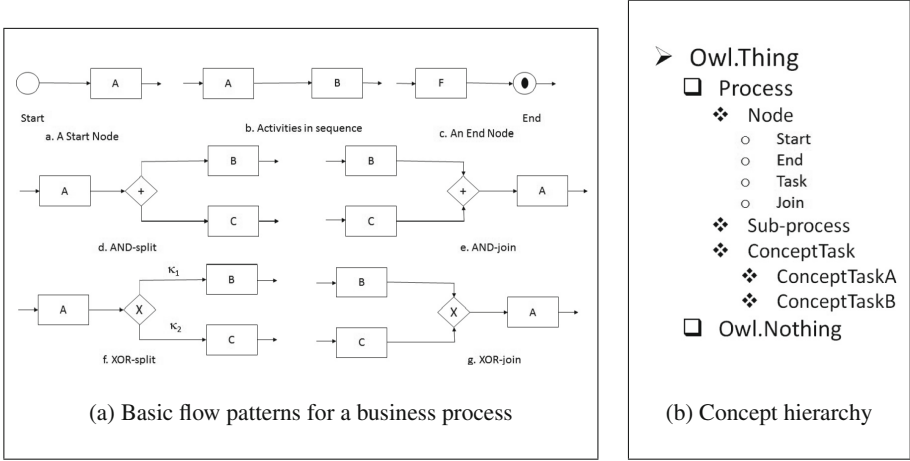 A
A
B
F
Start
End
a. A Start Node
b. Activities in sequence
c. An End Node
A
+
B
C
B
C
+
A
d. AND-split
e. AND-join
A
X
κ1
B
κ2
C
B
C
X
A
f. XOR-split
g. XOR-join
(a) Basic flow patterns for a business process
Owl.Thing
Process
Node
Start
End
Task
Join
Sub-process
ConceptTask
ConceptTaskA
ConceptTaskB
Owl.Nothing
(b) Concept hierarchy